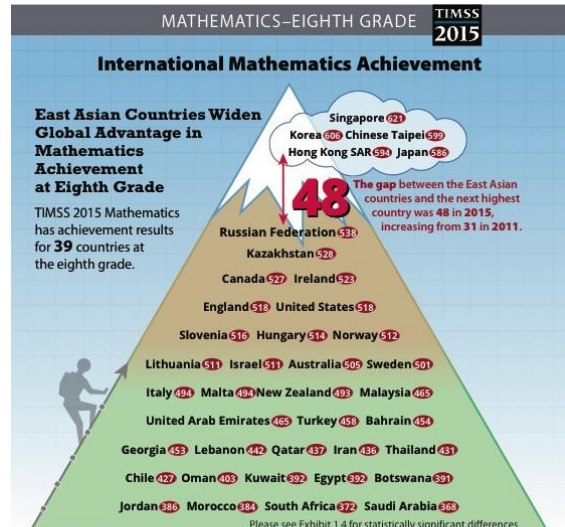 MATHEMATICS–EIGHTH GRADE
TIMSS
2015
International Mathematics Achievement
East Asian Countries Widen
Global Advantage in
Mathematics
Achievement
at Eighth Grade
TIMSS 2015 Mathematics
has achievement results
for 39 countries at
the eighth grade.
Singapore 621
Korea 606 Chinese Taipei 599
Hong Kong SAR 594 Japan 586
48
The gap between the East Asian
countries and the next highest
country was 48 in 2015,
increasing from 31 in 2011.
Russian Federation 538
Kazakhstan 528
Canada 527 Ireland 523
England 518 United States 518
Slovenia 516 Hungary 514 Norway 512
Lithuania 511 Israel 511 Australia 505 Sweden 501
Italy 494 Malta 494 New Zealand 493 Malaysia 465
United Arab Emirates 465 Turkey 458 Bahrain 454
Georgia 453 Lebanon 442 Qatar 437 Iran 436 Thailand 431
Chile 427 Oman 403 Kuwait 392 Egypt 392 Botswana 391
Jordan 386 Morocco 384 South Africa 372 Saudi Arabia 368
Please see Exhibit 1.4 for statistically significant differences